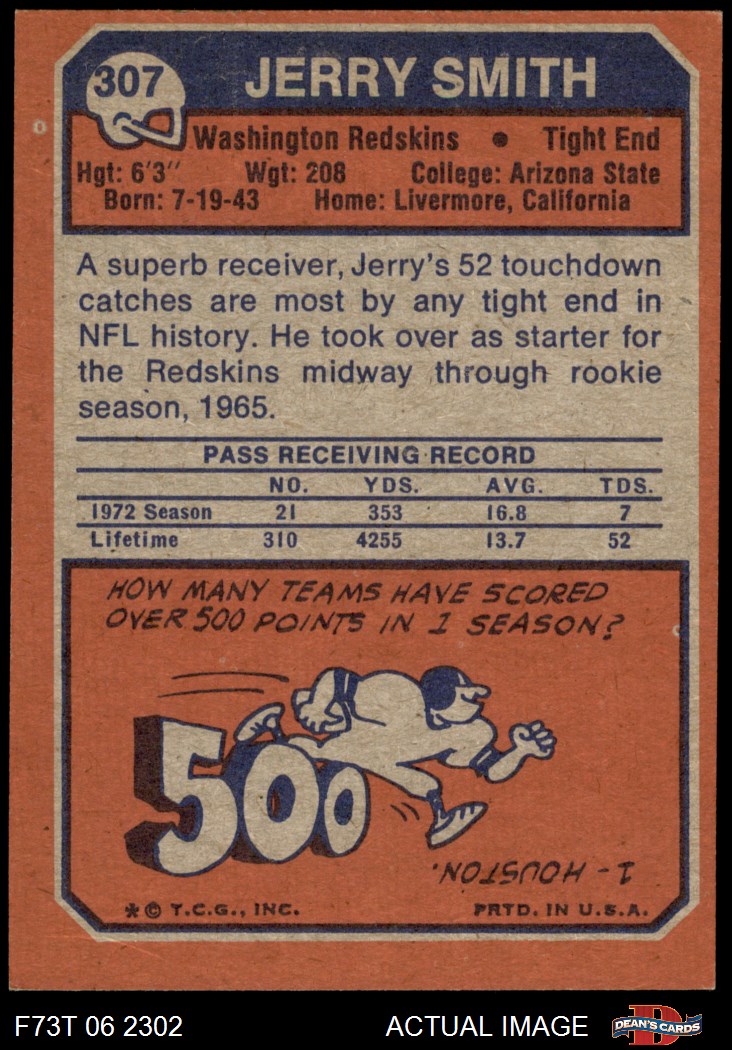 307
JERRY SMITH
Washington Redskins • Tight End
Hgt: 6'3" Wgt: 208 College: Arizona State
Born: 7-19-43 Home: Livermore, California
A superb receiver, Jerry's 52 touchdown
catches are most by any tight end in
NFL history. He took over as starter for
the Redskins midway through rookie
season, 1965.
PASS RECEIVING RECORD
NO. YDS. AVG. TDS.
1972 Season 21 353 16.8 7
Lifetime 310 4255 13.7 52
HOW MANY TEAMS HAVE SCORED
OVER 500 POINTS IN 1 SEASON?
500
1 - HOUSTON.
* © T.C.G., INC. PRTD. IN U.S.A.
F73T 06 2302 ACTUAL IMAGE D DEAN'S CARDS